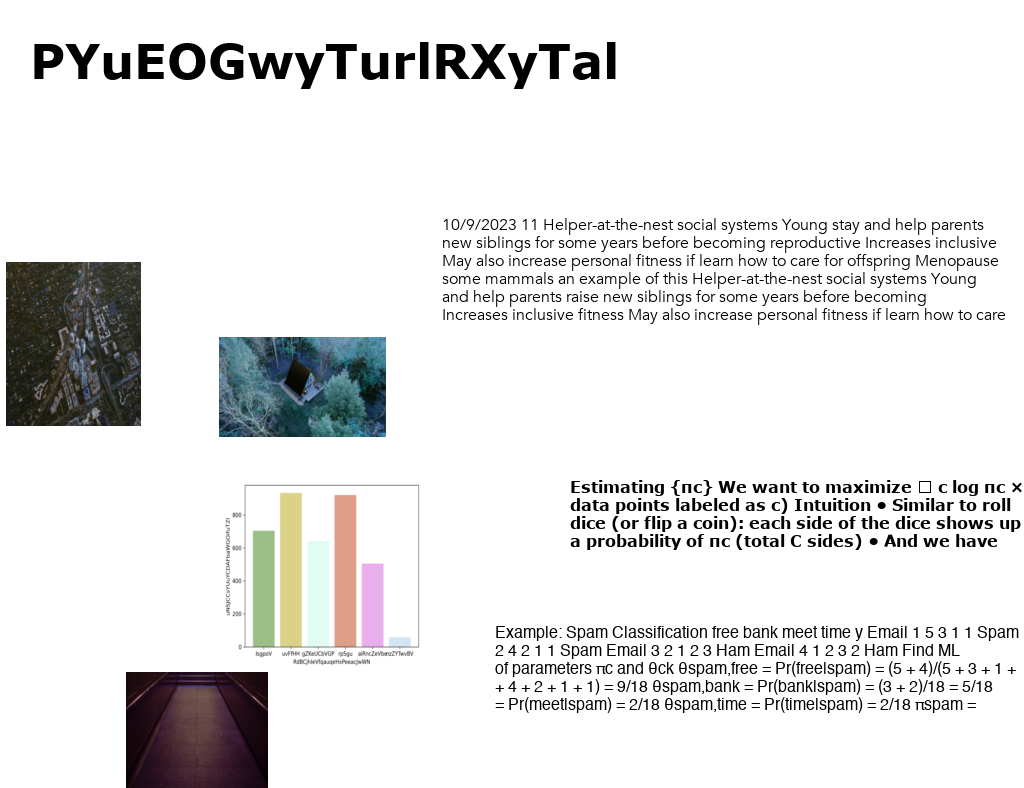 PYuEOGwyTurlRXyTal
10/9/2023 11 Helper-at-the-nest social systems Young stay and help parents
new siblings for some years before becoming reproductive Increases inclusive
May also increase personal fitness if learn how to care for offspring Menopause
some mammals an example of this Helper-at-the-nest social systems Young
and help parents raise new siblings for some years before becoming
Increases inclusive fitness May also increase personal fitness if learn how to care
Estimating {πc} We want to maximize □ c log πc ×
data points labeled as c) Intuition • Similar to roll
dice (or flip a coin): each side of the dice shows up
a probability of πc (total C sides) • And we have
800
600
400
200
0
uvFfHH gZKeUCbVGP rpSgu
Example: Spam Classification free bank meet time y Email 1 5 3 1 1 Spam
2 4 2 1 1 Spam Email 3 2 1 2 3 Ham Email 4 1 2 3 2 Ham Find ML
of parameters πc and θck θspam,free = Pr(free|spam) = (5 + 4)/(5 + 3 + 1 +
+ 4 + 2 + 1 + 1) = 9/18 θspam,bank = Pr(bank|spam) = (3 + 2)/18 = 5/18
= Pr(meet|spam) = 2/18 θspam,time = Pr(time|spam) = 2/18 πspam =